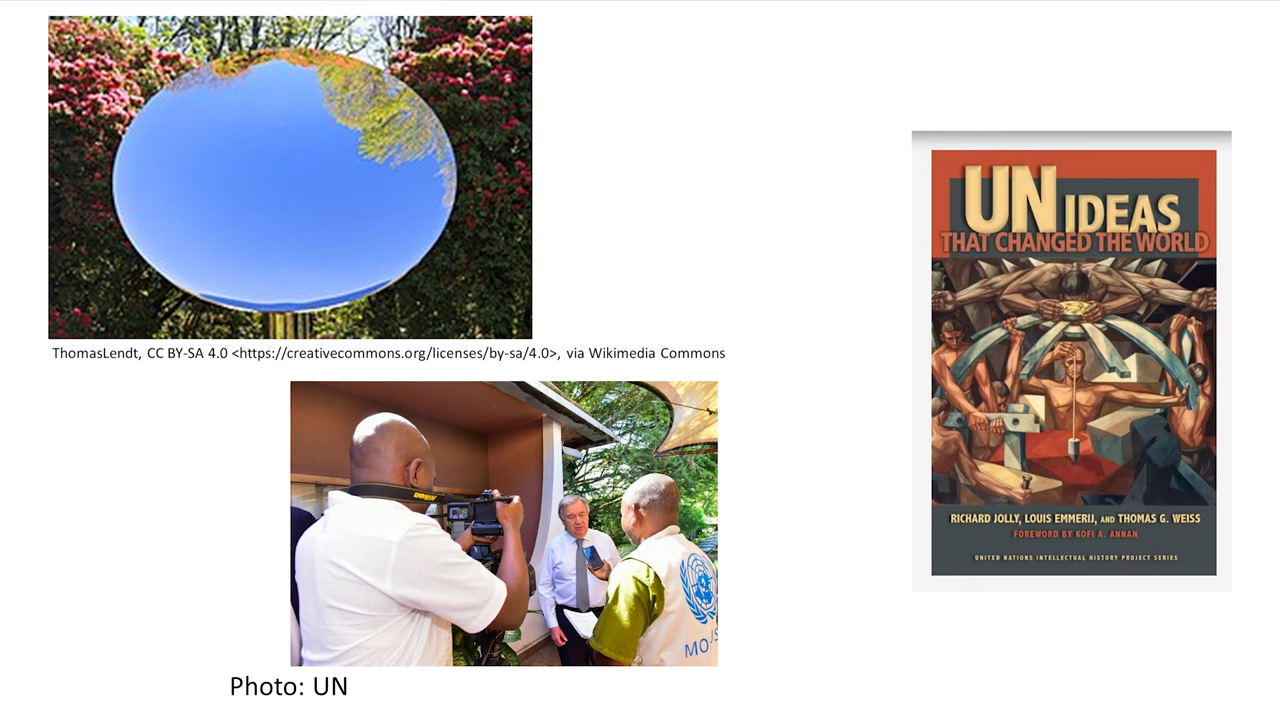 ThomasLendt, CC BY-SA 4.0 <https://creativecommons.org/licenses/by-sa/4.0>, via Wikimedia Commons
Nikon
MOJS
Photo: UN
UN IDEAS
THAT CHANGED THE WORLD
RICHARD JOLLY, LOUIS EMMERIJ, AND THOMAS G. WEISS
FOREWORD BY KOFI A. ANNAN
UNITED NATIONS INTELLECTUAL HISTORY PROJECT SERIES